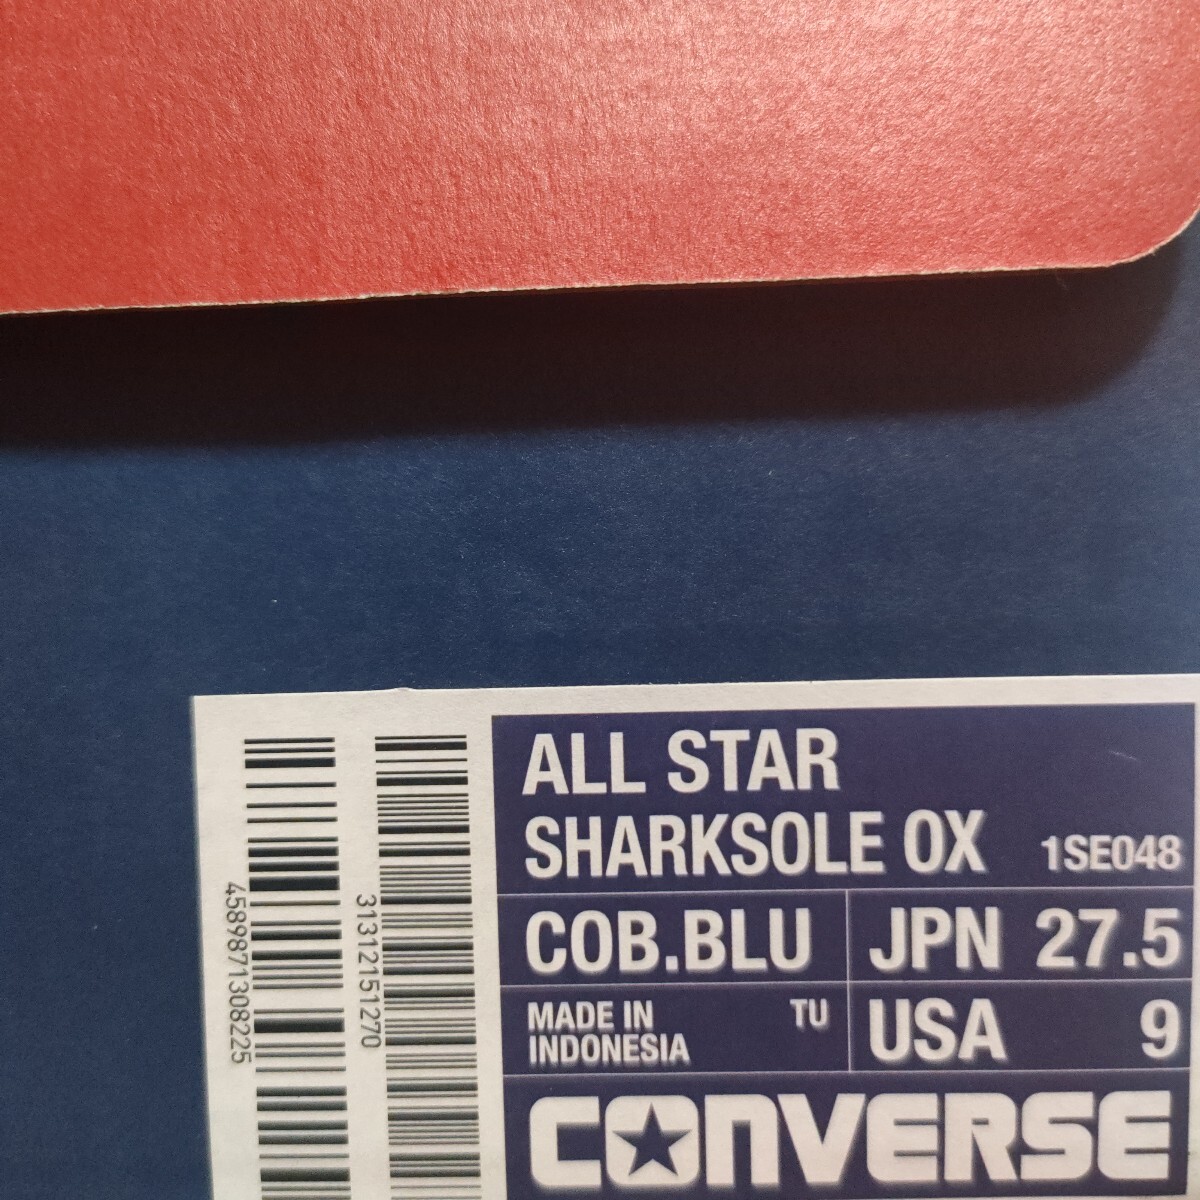 ALL STAR
SHARKSOLE OX 1SE048
COB.BLU JPN 27.5
MADE IN INDONESIA TU USA 9
CONVERSE
4589871308225
31312151270